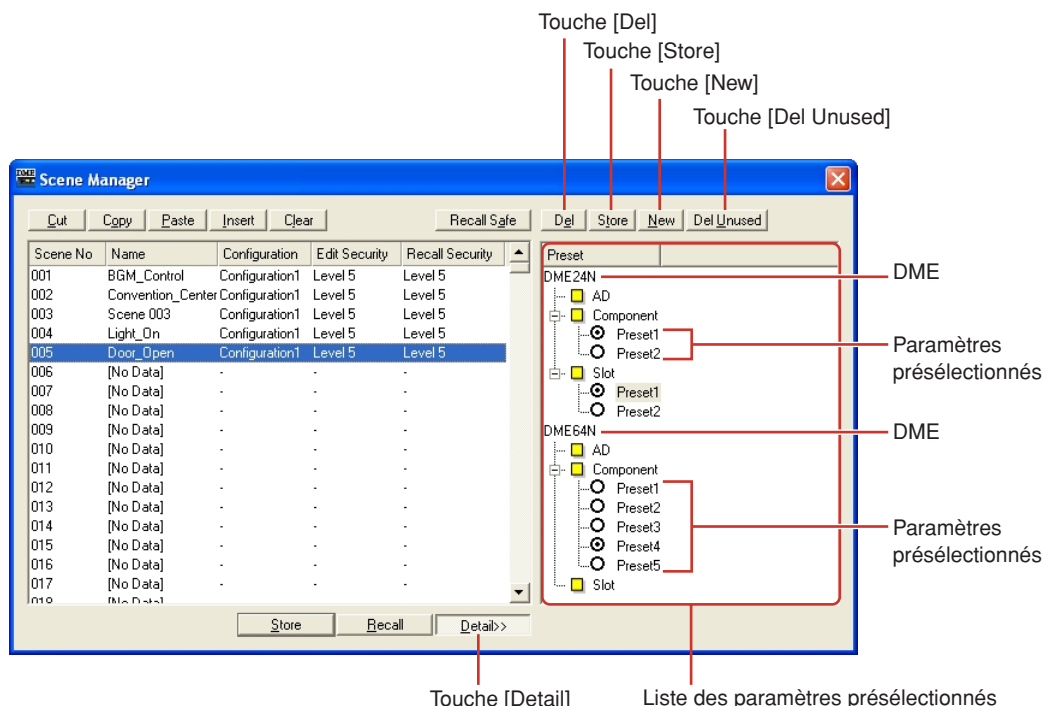 Touche [Del]
Touche [Store]
Touche [New]
Touche [Del Unused]
DME Scene Manager
Cut Copy Paste Insert Clear Recall Safe Del Store New Del Unused
Scene No Name Configuration Edit Security Recall Security
001 BGM_Control Configuration1 Level 5 Level 5
002 Convention_Center Configuration1 Level 5 Level 5
003 Scene 003 Configuration1 Level 5 Level 5
004 Light_On Configuration1 Level 5 Level 5
005 Door_Open Configuration1 Level 5 Level 5
006 [No Data] - - -
007 [No Data] - - -
008 [No Data] - - -
009 [No Data] - - -
010 [No Data] - - -
011 [No Data] - - -
012 [No Data] - - -
013 [No Data] - - -
014 [No Data] - - -
015 [No Data] - - -
016 [No Data] - - -
017 [No Data] - - -
018 [No Data]
Preset
DME24N
AD
Component
Preset1
Preset2
Slot
Preset1
Preset2
DME64N
AD
Component
Preset1
Preset2
Preset3
Preset4
Preset5
Slot
DME
Paramètres
présélectionnés
DME
Paramètres
présélectionnés
Store Recall Detail>>
Touche [Detail]
Liste des paramètres présélectionnés